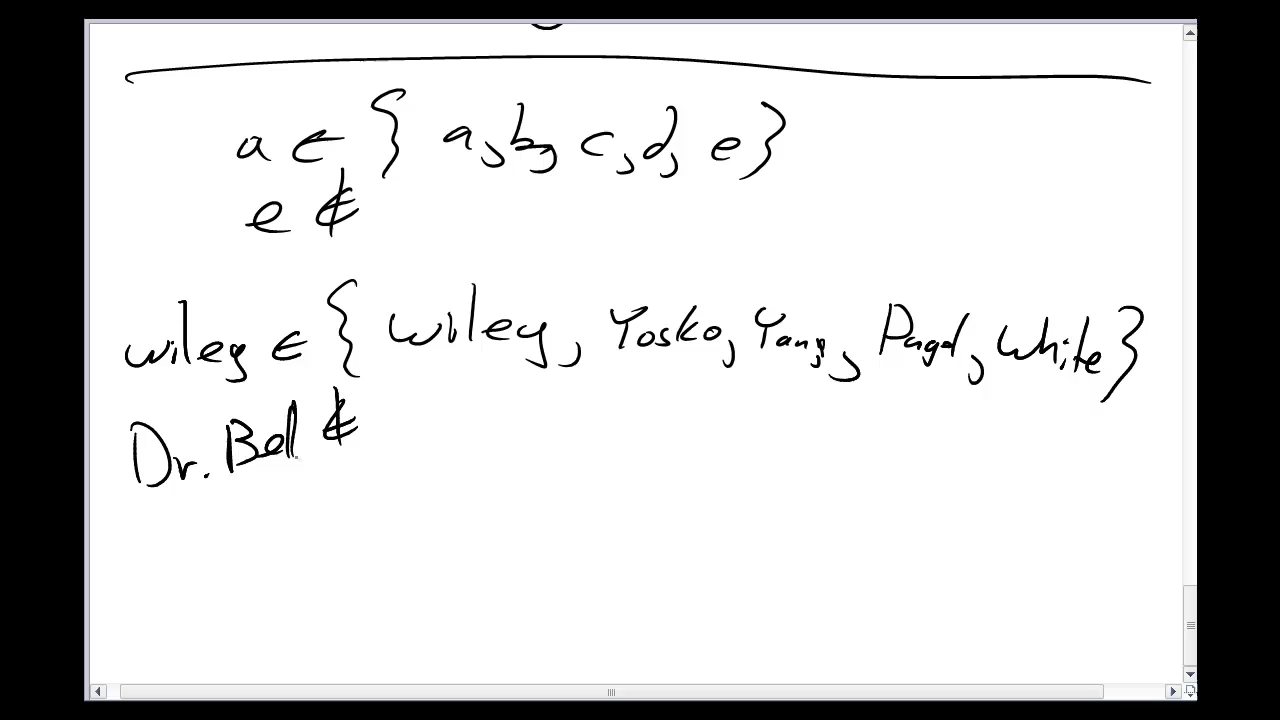 a ∈ { a, b, c, d, e }
e ∉
wiley ∈ { wiley, Yosko, Yang, Pagel, White }
Dr. Bell ∉